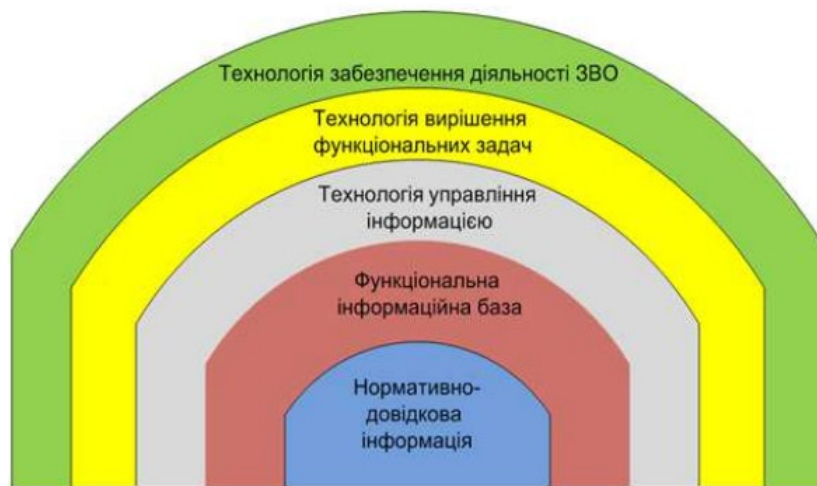 Технологія забезпечення діяльності ЗВО
Технологія вирішення
функціональних задач
Технологія управління
інформацією
Функціональна
інформаційна база
Нормативно-
довідкова
інформація